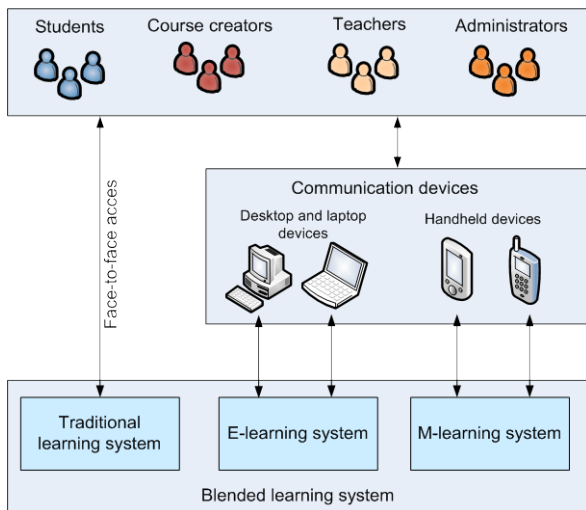 Students
Course creators
Teachers
Administrators
Communication devices
Desktop and laptop
devices
Handheld devices
Face-to-face acces
Traditional
learning system
E-learning system
M-learning system
Blended learning system